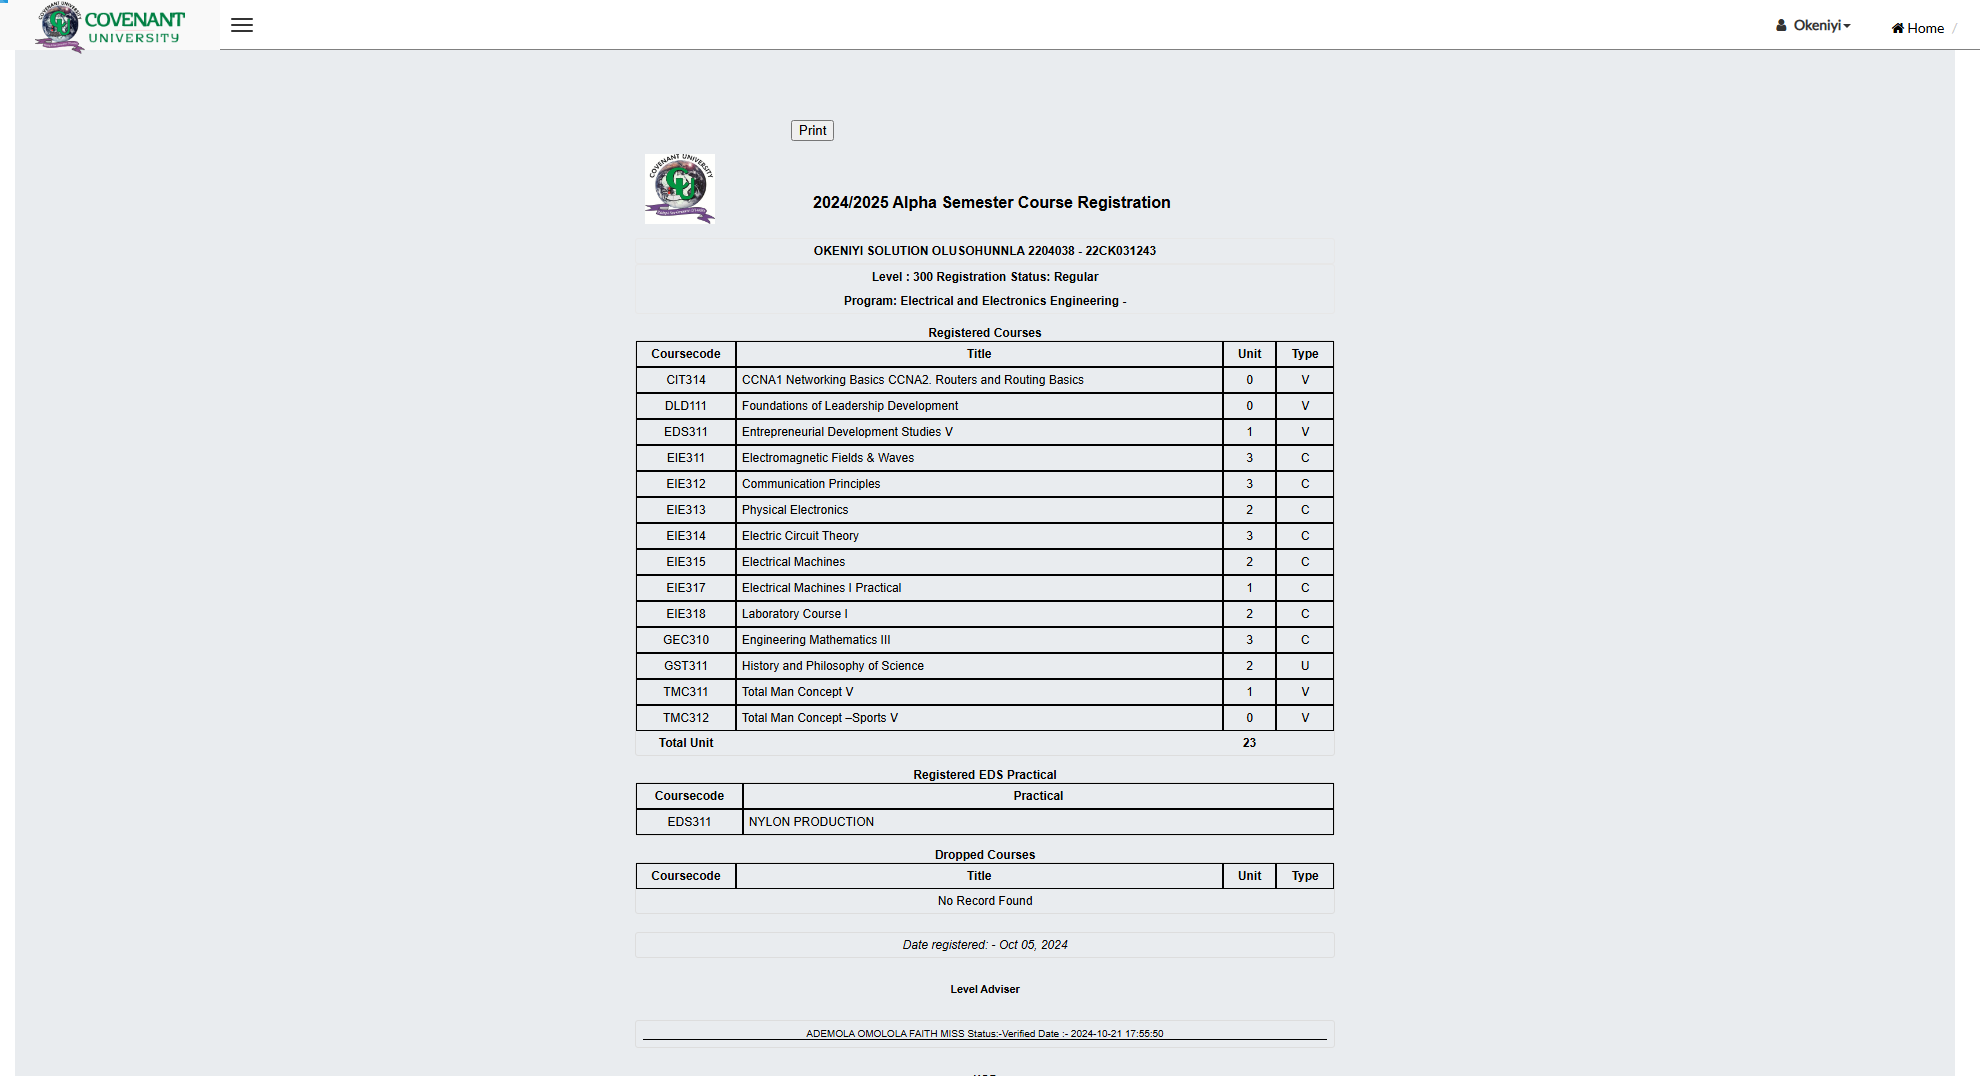 COVENANT
UNIVERSITY
Okeniyi
Home /
Print
COVENANT UNIVERSITY
2024/2025 Alpha Semester Course Registration
OKENIYI SOLUTION OLUSOHUNNLA 2204038 - 22CK031243
Level : 300 Registration Status: Regular
Program: Electrical and Electronics Engineering -
Registered Courses
Coursecode Title Unit Type
CIT314 CCNA1 Networking Basics CCNA2. Routers and Routing Basics 0 V
DLD111 Foundations of Leadership Development 0 V
EDS311 Entrepreneurial Development Studies V 1 V
EIE311 Electromagnetic Fields & Waves 3 C
EIE312 Communication Principles 3 C
EIE313 Physical Electronics 2 C
EIE314 Electric Circuit Theory 3 C
EIE315 Electrical Machines 2 C
EIE317 Electrical Machines I Practical 1 C
EIE318 Laboratory Course I 2 C
GEC310 Engineering Mathematics III 3 C
GST311 History and Philosophy of Science 2 U
TMC311 Total Man Concept V 1 V
TMC312 Total Man Concept –Sports V 0 V
Total Unit 23
Registered EDS Practical
Coursecode Practical
EDS311 NYLON PRODUCTION
Dropped Courses
Coursecode Title Unit Type
No Record Found
Date registered: - Oct 05, 2024
Level Adviser
ADEMOLA OMOLOLA FAITH MISS Status:-Verified Date :- 2024-10-21 17:55:50